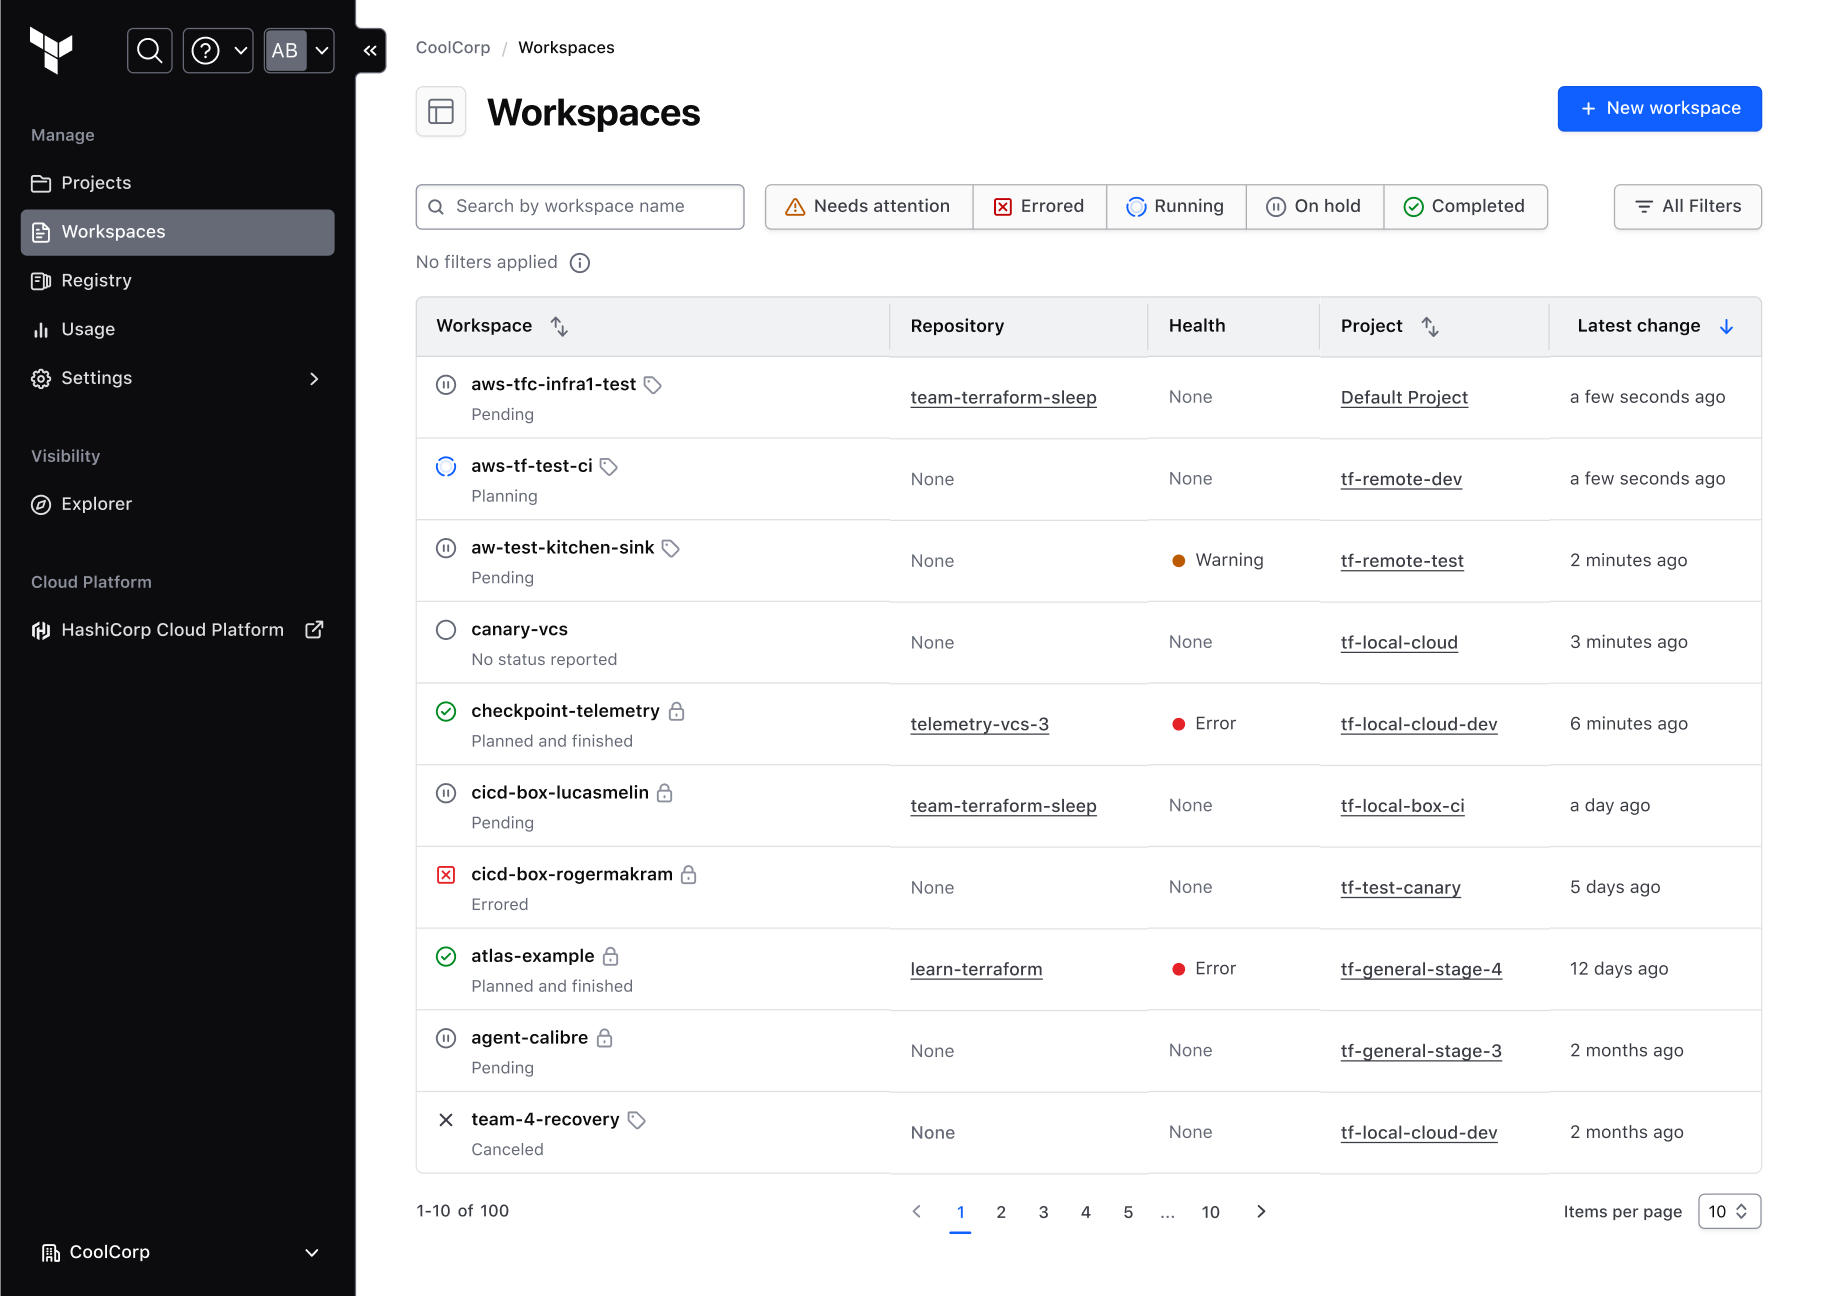 AB
Manage
Projects
Workspaces
Registry
Usage
Settings
Visibility
Explorer
Cloud Platform
HashiCorp Cloud Platform
CoolCorp
CoolCorp / Workspaces
Workspaces
+ New workspace
Search by workspace name
Needs attention
Errored
Running
On hold
Completed
All Filters
No filters applied
Workspace Repository Health Project Latest change
aws-tfc-infra1-test
Pending
team-terraform-sleep
None
Default Project
a few seconds ago
aws-tf-test-ci
Planning
None
None
tf-remote-dev
a few seconds ago
aw-test-kitchen-sink
Pending
None
Warning
tf-remote-test
2 minutes ago
canary-vcs
No status reported
None
None
tf-local-cloud
3 minutes ago
checkpoint-telemetry
Planned and finished
telemetry-vcs-3
Error
tf-local-cloud-dev
6 minutes ago
cicd-box-lucasmelin
Pending
team-terraform-sleep
None
tf-local-box-ci
a day ago
cicd-box-rogermakram
Errored
None
None
tf-test-canary
5 days ago
atlas-example
Planned and finished
learn-terraform
Error
tf-general-stage-4
12 days ago
agent-calibre
Pending
None
None
tf-general-stage-3
2 months ago
team-4-recovery
Canceled
None
None
tf-local-cloud-dev
2 months ago
1-10 of 100
1 2 3 4 5 ... 10
Items per page 10